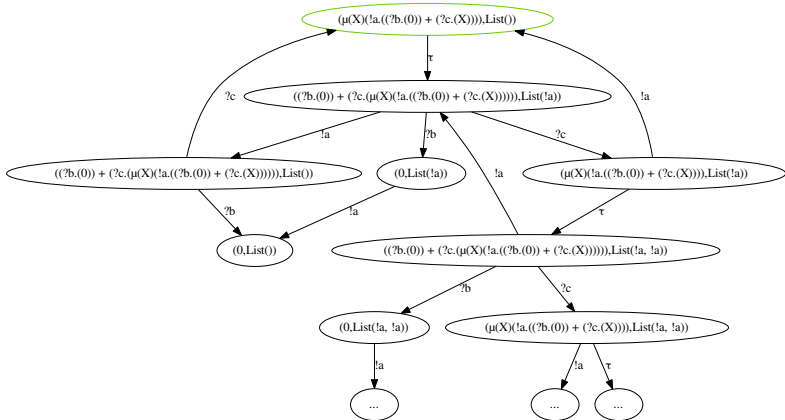 (μ(X)(!a.((?b.(0)) + (?c.(X)))),List())
τ
?c
!a
((?b.(0)) + (?c.(μ(X)(!a.((?b.(0)) + (?c.(X)))))),List(!a))
!a
?b
?c
((?b.(0)) + (?c.(μ(X)(!a.((?b.(0)) + (?c.(X)))))),List())
(0,List(!a))
!a
(μ(X)(!a.((?b.(0)) + (?c.(X)))),List(!a))
?b
!a
τ
(0,List())
((?b.(0)) + (?c.(μ(X)(!a.((?b.(0)) + (?c.(X)))))),List(!a, !a))
?b
?c
(0,List(!a, !a))
(μ(X)(!a.((?b.(0)) + (?c.(X)))),List(!a, !a))
!a
!a
τ
...
...
...